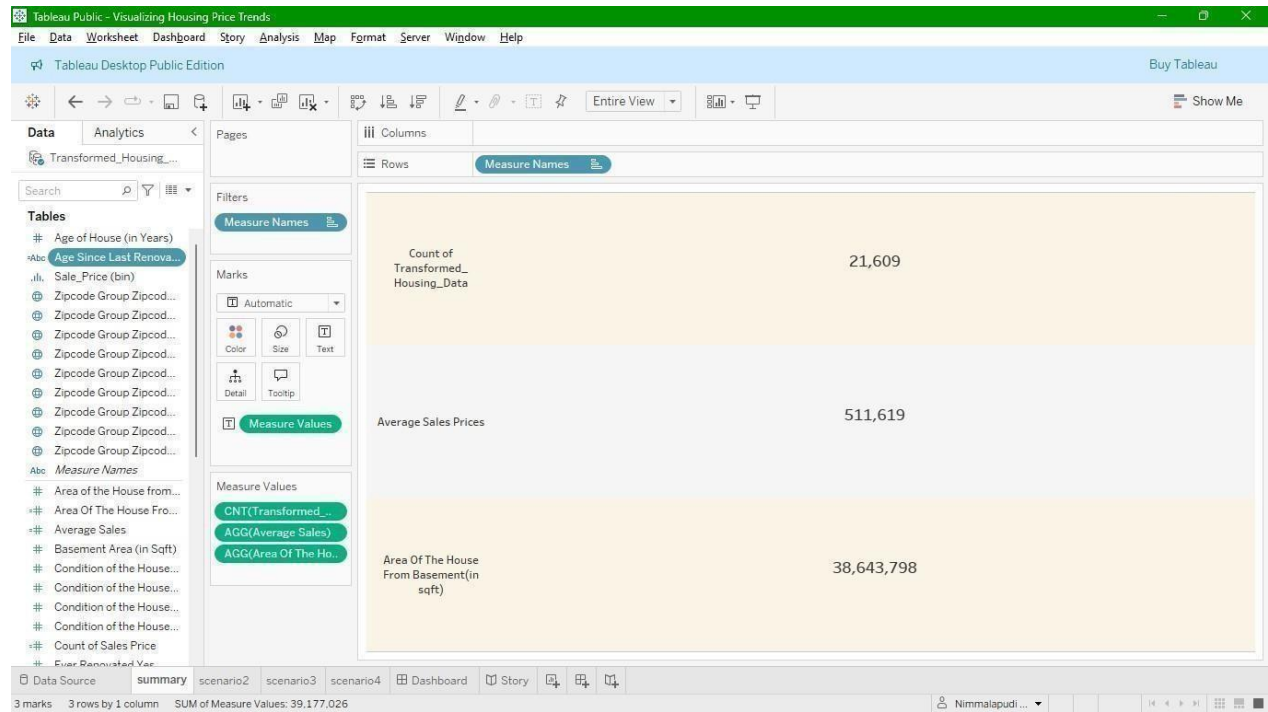 Tableau Public - Visualizing Housing Price Trends
File Data Worksheet Dashboard Story Analysis Map Format Server Window Help
Tableau Desktop Public Edition
Buy Tableau
Entire View
Show Me
Data Analytics
Transformed_Housing_...
Search
Tables
# Age of House (in Years)
=Abc Age Since Last Renova...
Sale_Price (bin)
Zipcode Group Zipcod...
Zipcode Group Zipcod...
Zipcode Group Zipcod...
Zipcode Group Zipcod...
Zipcode Group Zipcod...
Zipcode Group Zipcod...
Zipcode Group Zipcod...
Zipcode Group Zipcod...
Zipcode Group Zipcod...
Abc Measure Names
# Area of the House from...
=# Area Of The House Fro...
=# Average Sales
# Basement Area (in Sqft)
# Condition of the House...
# Condition of the House...
# Condition of the House...
# Condition of the House...
=# Count of Sales Price
# Ever Renovated Yes
Pages
Filters
Measure Names
Marks
T Automatic
Color Size Text
Detail Tooltip
T Measure Values
Measure Values
CNT(Transformed_..
AGG(Average Sales)
AGG(Area Of The Ho..
Columns
Rows Measure Names
Count of
Transformed_
Housing_Data
21,609
Average Sales Prices
511,619
Area Of The House
From Basement(in
sqft)
38,643,798
Data Source summary scenario2 scenario3 scenario4 Dashboard Story
3 marks 3 rows by 1 column SUM of Measure Values: 39,177,026
Nimmalapudi ...